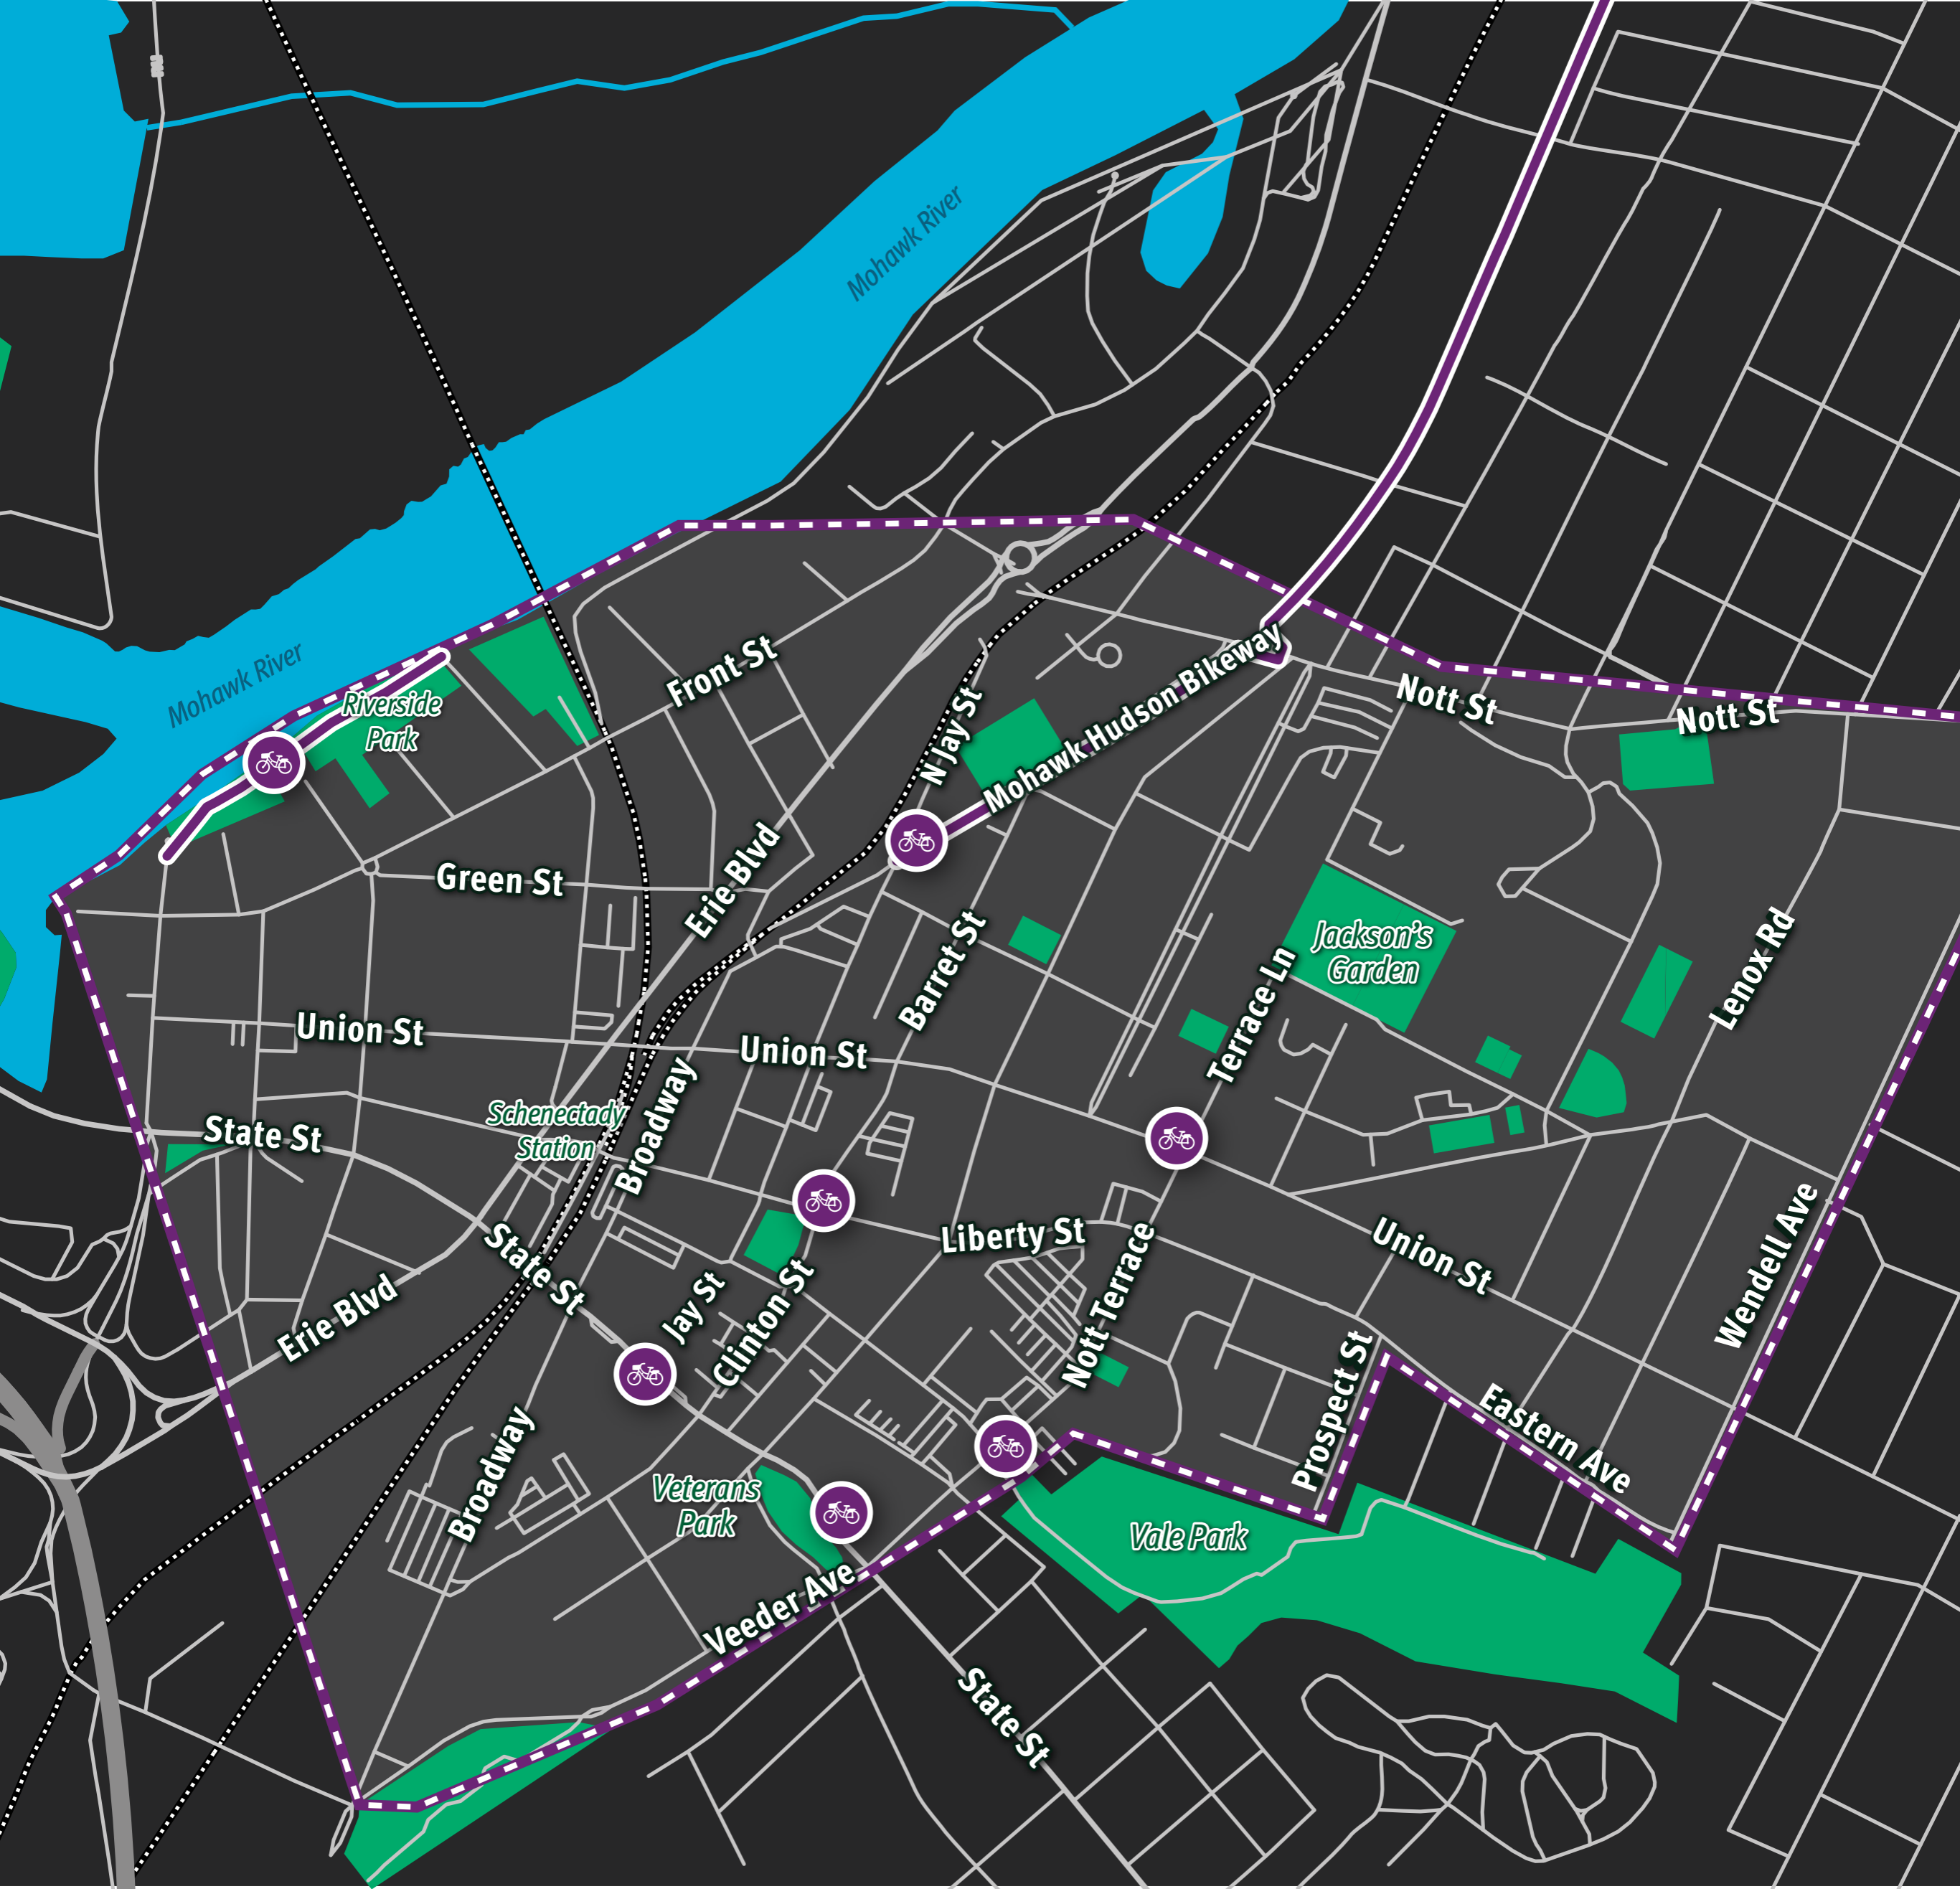 Mohawk River
Mohawk River
Riverside
Park
Front St
N Jay St
Mohawk Hudson Bikeway
Nott St
Nott St
Green St
Erie Blvd
Barret St
Jackson's
Garden
Terrace Ln
Lenox Rd
Union St
Union St
Schenectady
Station
State St
Broadway
Liberty St
Union St
Wendell Ave
State St
Erie Blvd
Jay St
Clinton St
Nott Terrace
Prospect St
Eastern Ave
Broadway
Veterans
Park
Vale Park
Veeder Ave
State St